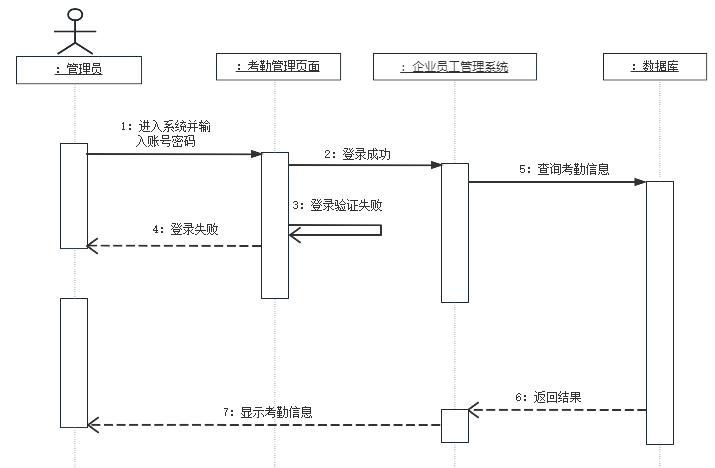 : 管理员
: 考勤管理页面
: 企业员工管理系统
: 数据库
1: 进入系统并输
入账号密码
2: 登录成功
5: 查询考勤信息
3: 登录验证失败
4: 登录失败
6: 返回结果
7: 显示考勤信息